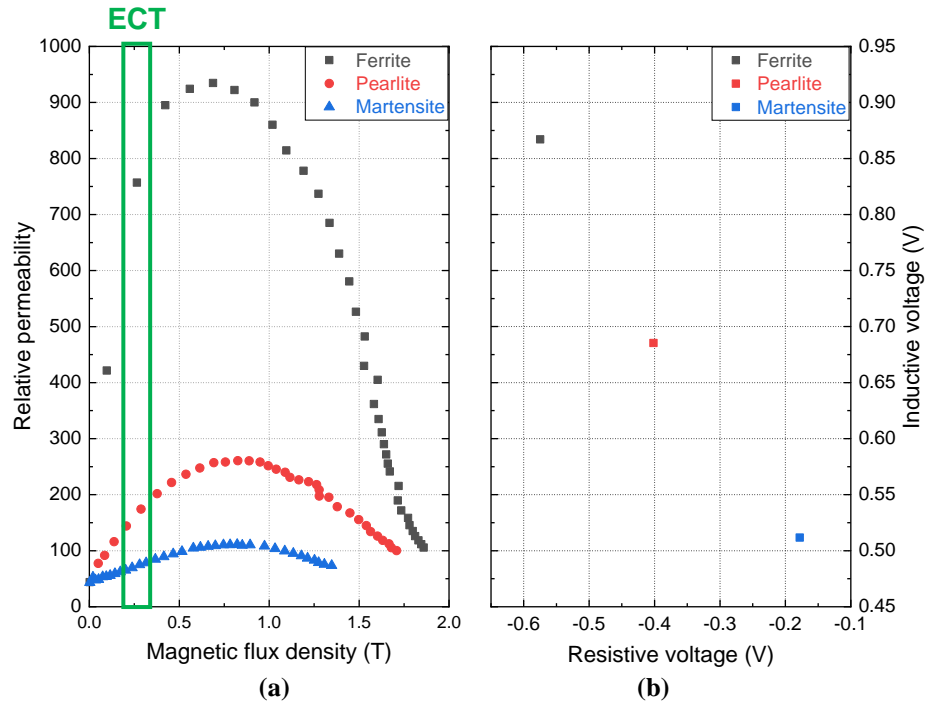 ECT
1000
900
800
700
600
500
400
300
200
100
0
Relative permeability
Ferrite
Pearlite
Martensite
0.0 0.5 1.0 1.5 2.0
Magnetic flux density (T)
(a)
Ferrite
Pearlite
Martensite
0.95
0.90
0.85
0.80
0.75
0.70
0.65
0.60
0.55
0.50
0.45
Inductive voltage (V)
-0.6 -0.5 -0.4 -0.3 -0.2 -0.1
Resistive voltage (V)
(b)